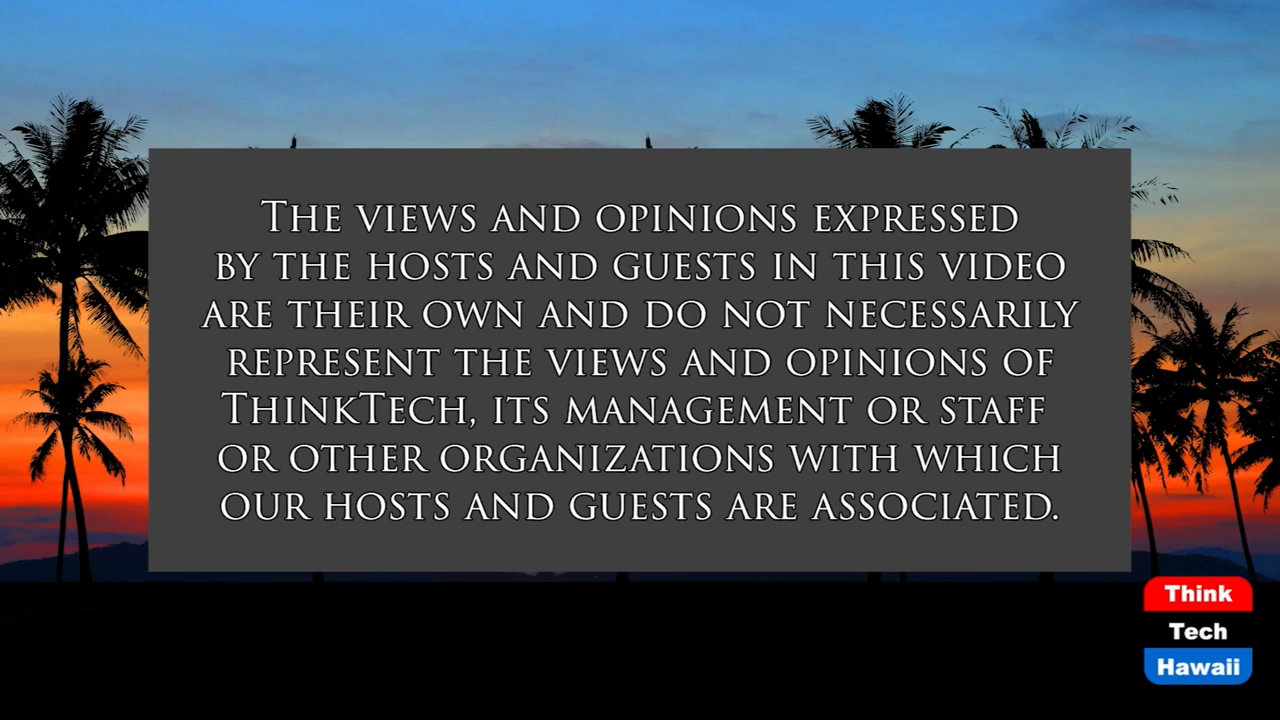 The views and opinions expressed
by the hosts and guests in this video
are their own and do not necessarily
represent the views and opinions of
ThinkTech, its management or staff
or other organizations with which
our hosts and guests are associated.
Think
Tech
Hawaii